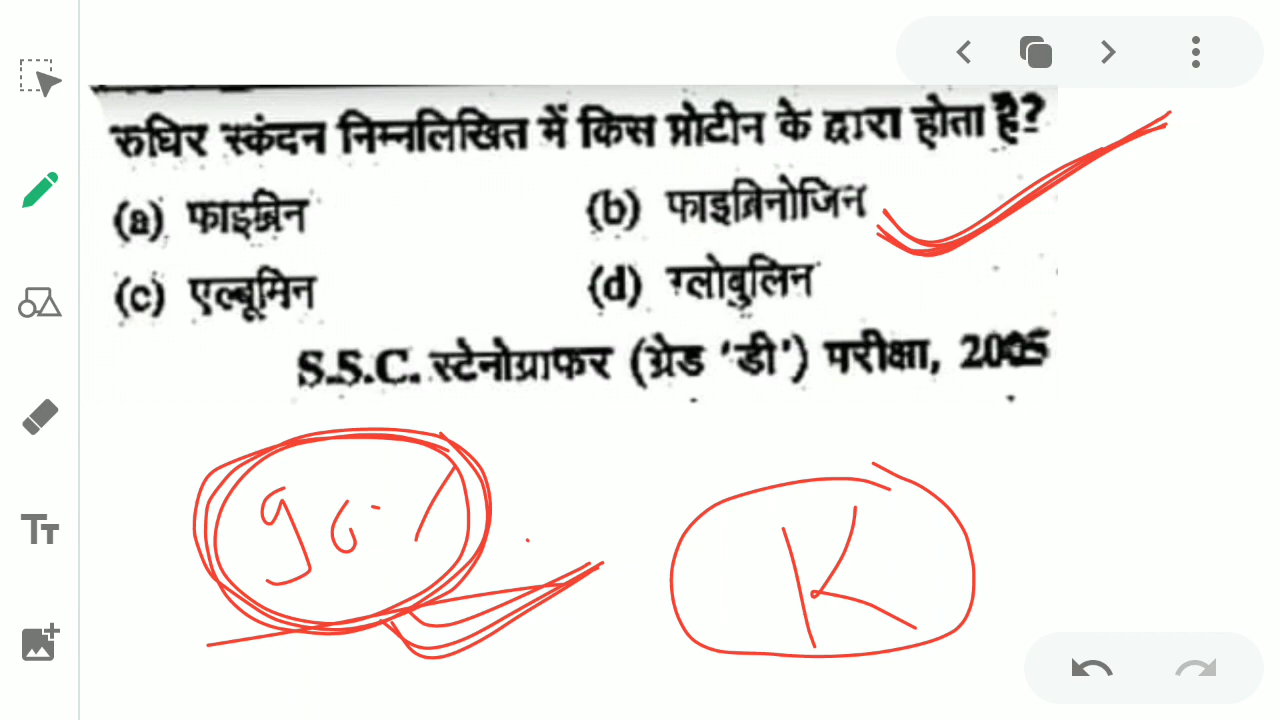 रुधिर स्कंदन निम्नलिखित में किस प्रोटीन के द्वारा होता है?
(a) फाइब्रिन (b) फाइब्रिनोजिन
(c) एल्बूमिन (d) ग्लोबुलिन
S.S.C. स्टेनोग्राफर (ग्रेड 'डी') परीक्षा, 2005
K